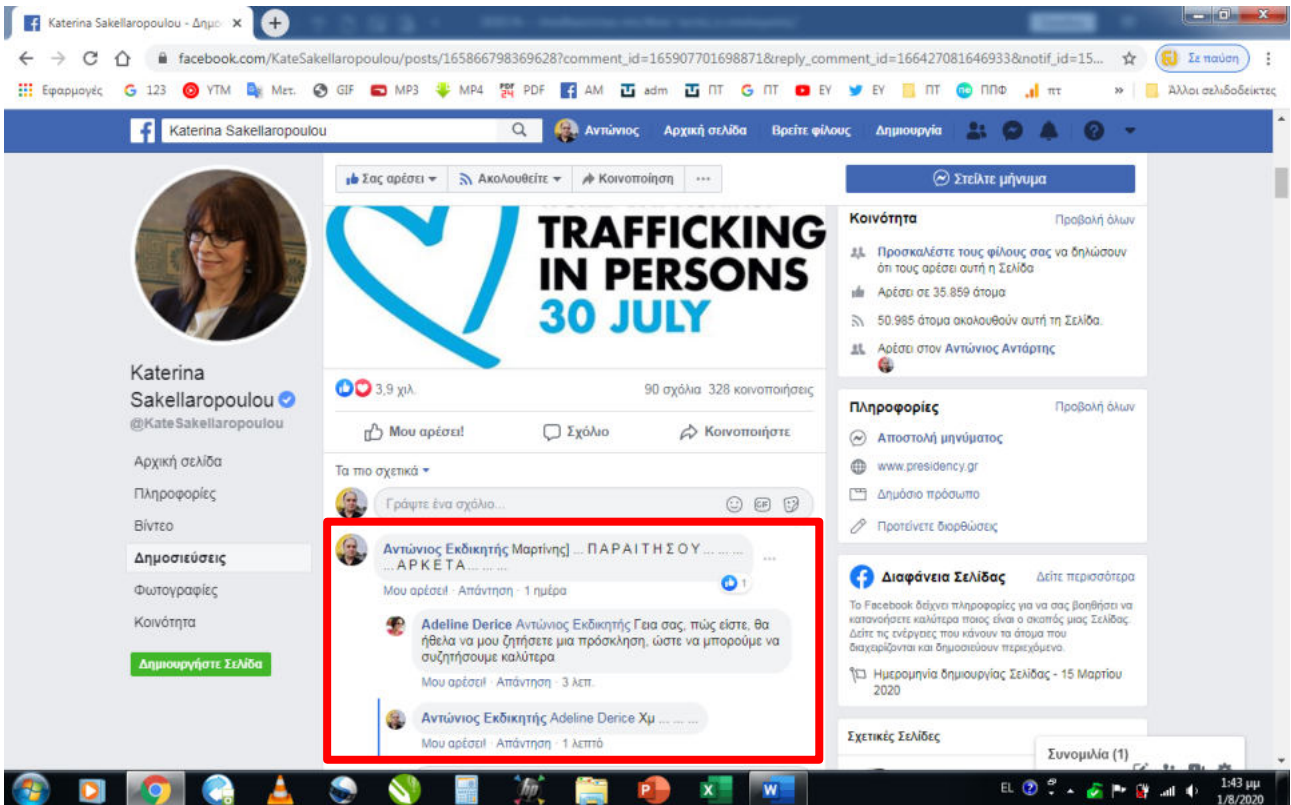 Katerina Sakellaropoulou - Δημο
facebook.com/KateSakellaropoulou/posts/165866798369628?comment_id=165907701698871&reply_comment_id=166427081646933&notif_id=15...
Σε παύση
Εφαρμογές 123 YTM Μετ. GIF MP3 MP4 PDF AM adm ΠΤ ΠΤ ΕΥ ΕΥ ΠΤ ΠΠΦ πτ » Άλλοι σελιδοδείκτες
Katerina Sakellaropoulou
Αντώνιος Αρχική σελίδα Βρείτε φίλους Δημιουργία
Σας αρέσει Ακολουθείτε Κοινοποίηση ...
Στείλτε μήνυμα
TRAFFICKING
IN PERSONS
30 JULY
3,9 χιλ. 90 σχόλια 328 κοινοποιήσεις
Μου αρέσει! Σχόλιο Κοινοποιήστε
Τα πιο σχετικά
Γράψτε ένα σχόλιο...
GIF
Αντώνιος Εκδικητής Μαρτίνης] ... Π Α Ρ Α Ι Τ Η Σ Ο Υ ... ... ...
... Α Ρ Κ Ε Τ Α ... ... ...
1
Μου αρέσει! · Απάντηση · 1 ημέρα
Adeline Derice Αντώνιος Εκδικητής Γεια σας, πώς είστε, θα
ήθελα να μου ζητήσετε μια πρόσκληση, ώστε να μπορούμε να
συζητήσουμε καλύτερα
Μου αρέσει! · Απάντηση · 3 λεπ.
Αντώνιος Εκδικητής Adeline Derice Χμ ... ... ...
Μου αρέσει! · Απάντηση · 1 λεπτό
Katerina
Sakellaropoulou
@KateSakellaropoulou
Αρχική σελίδα
Πληροφορίες
Βίντεο
Δημοσιεύσεις
Φωτογραφίες
Κοινότητα
Δημιουργήστε Σελίδα
Κοινότητα Προβολή όλων
Προσκαλέστε τους φίλους σας να δηλώσουν
ότι τους αρέσει αυτή η Σελίδα
Αρέσει σε 35.859 άτομα
50.985 άτομα ακολουθούν αυτή τη Σελίδα.
Αρέσει στον Αντώνιος Αντάρτης
Πληροφορίες Προβολή όλων
Αποστολή μηνύματος
www.presidency.gr
Δημόσιο πρόσωπο
Προτείνετε διορθώσεις
Διαφάνεια Σελίδας Δείτε περισσότερα
Το Facebook δείχνει πληροφορίες για να σας βοηθήσει να
κατανοήσετε καλύτερα ποιος είναι ο σκοπός μιας Σελίδας.
Δείτε τις ενέργειες που κάνουν τα άτομα που
διαχειρίζονται και δημοσιεύουν περιεχόμενο.
Ημερομηνία δημιουργίας Σελίδας - 15 Μαρτίου
2020
Σχετικές Σελίδες
Συνομιλία (1)
EL
1:43 μμ
1/8/2020